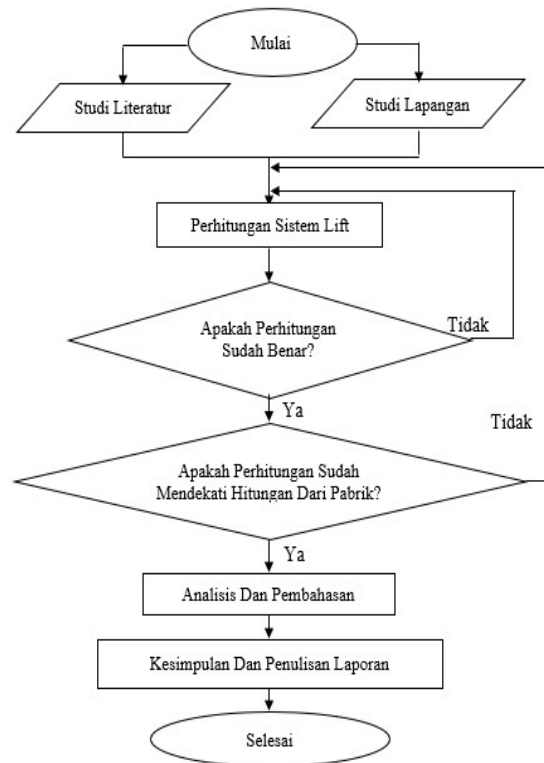 Mulai
Studi Literatur
Studi Lapangan
Perhitungan Sistem Lift
Apakah Perhitungan
Sudah Benar?
Tidak
Ya
Tidak
Apakah Perhitungan Sudah
Mendekati Hitungan Dari Pabrik?
Ya
Analisis Dan Pembahasan
Kesimpulan Dan Penulisan Laporan
Selesai